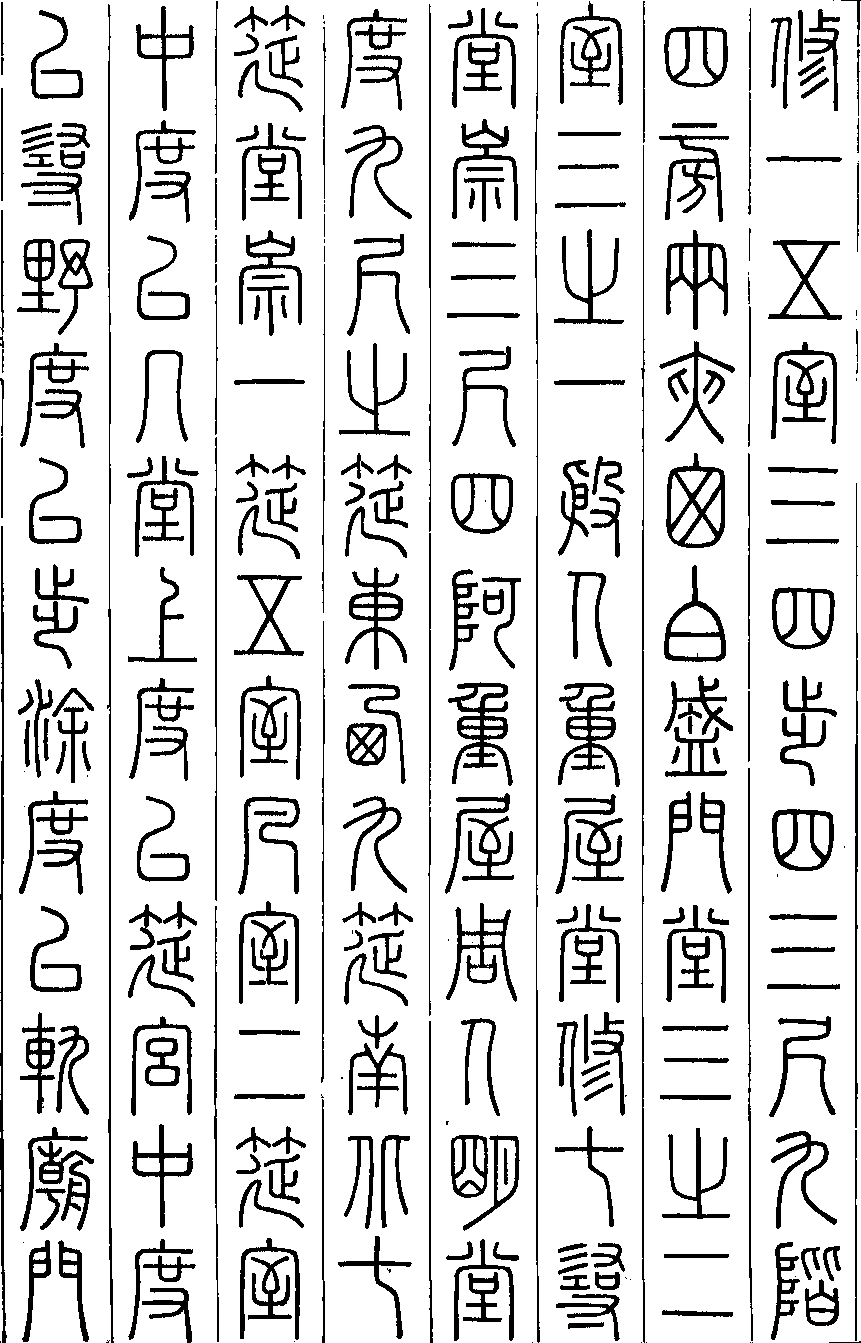 修一五室三四步四三尺九階
四旁兩夾囪白盛門堂三之二
室三之一殷人重屋堂修七尋
堂崇三尺四阿重屋周人明堂
度九尺之筵東西九筵南北七
筵堂崇一筵五室凡室二筵室
中度以几堂上度以筵宮中度
以尋野度以步涂度以軌廟門